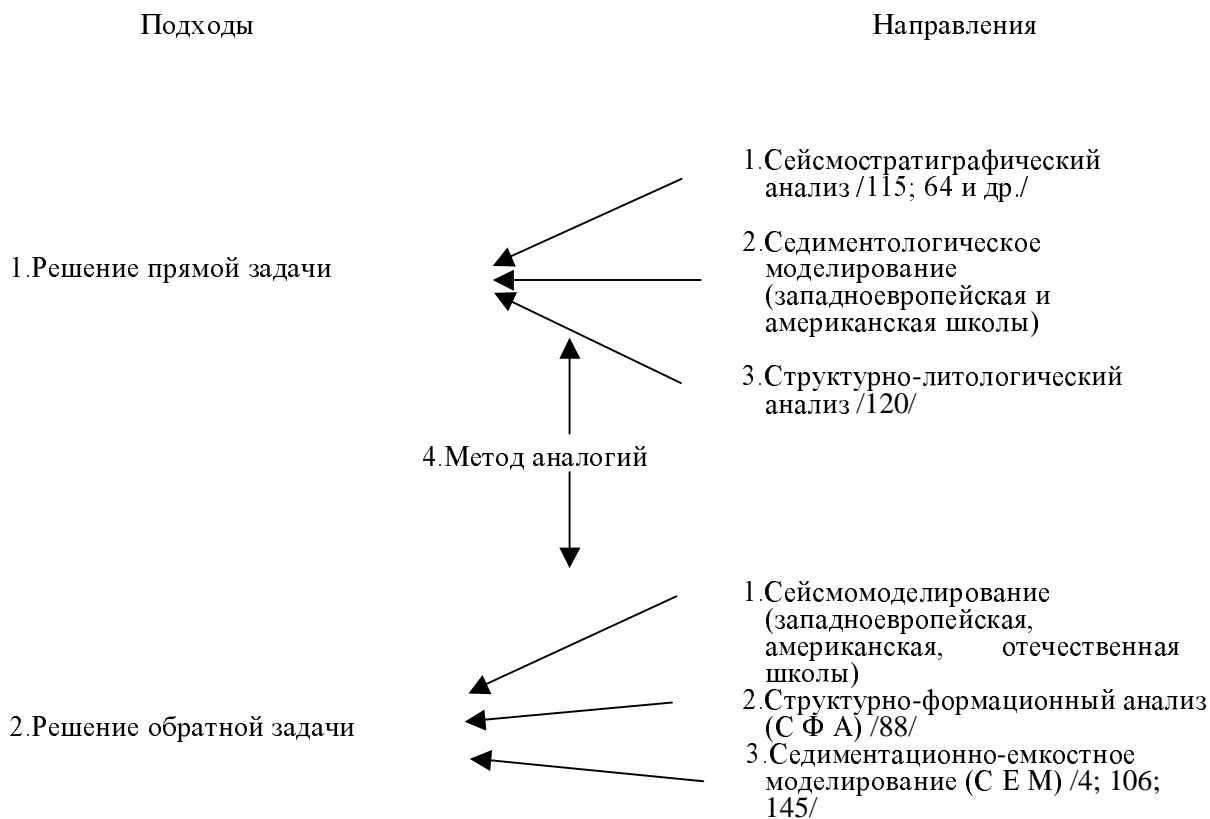 Подходы
Направления
1.Сейсмостратиграфический
анализ /115; 64 и др./
1.Решение прямой задачи
2.Седиментологическое
моделирование
(западноевропейская и
американская школы)
3.Структурно-литологический
анализ /120/
4.Метод аналогий
1.Сейсмомоделирование
(западноевропейская,
американская, отечественная
школы)
2.Решение обратной задачи
2.Структурно-формационный анализ
(С Ф А) /88/
3.Седиментационно-емкостное
моделирование (С Е М) /4; 106;
145/